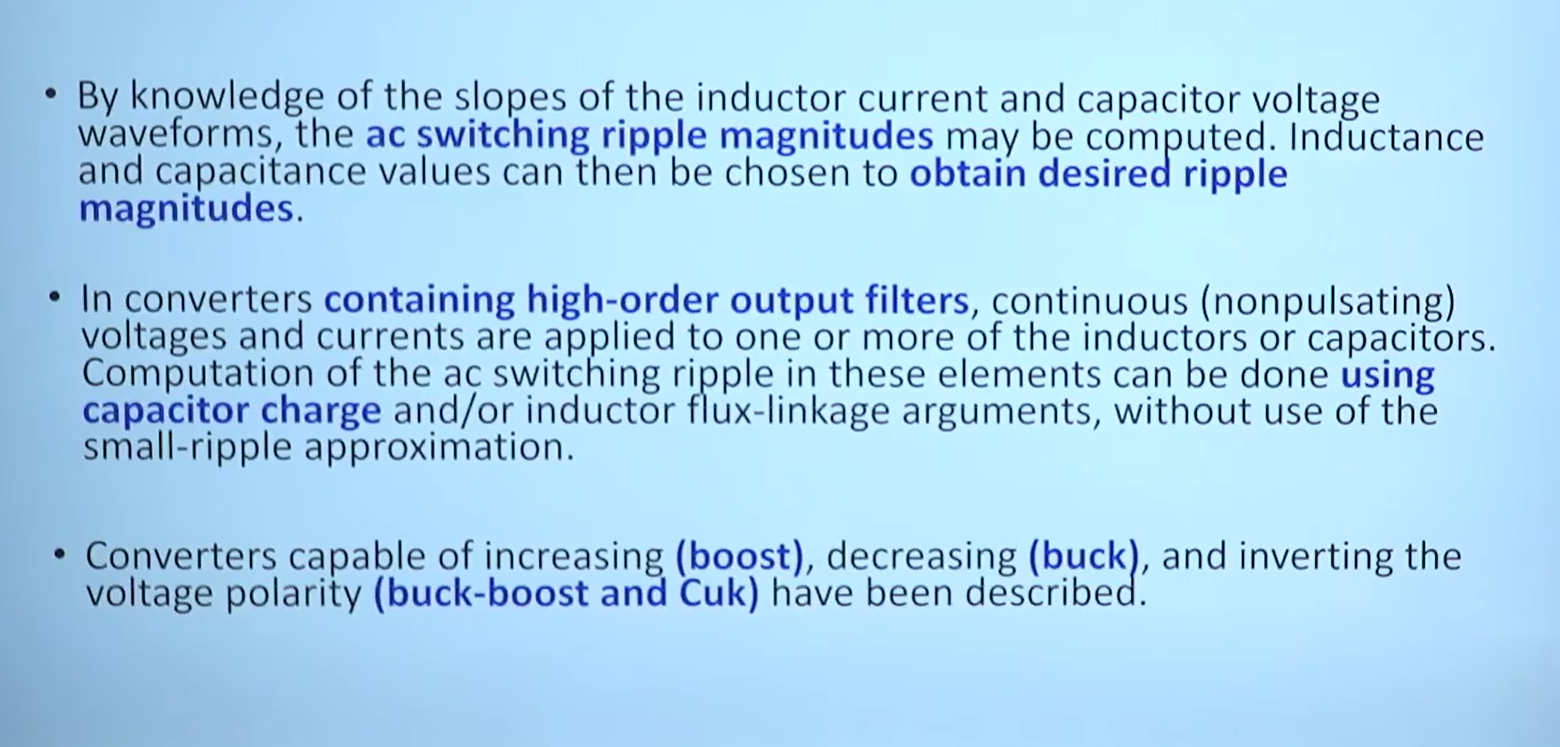 • By knowledge of the slopes of the inductor current and capacitor voltage
waveforms, the ac switching ripple magnitudes may be computed. Inductance
and capacitance values can then be chosen to obtain desired ripple
magnitudes.
• In converters containing high-order output filters, continuous (nonpulsating)
voltages and currents are applied to one or more of the inductors or capacitors.
Computation of the ac switching ripple in these elements can be done using
capacitor charge and/or inductor flux-linkage arguments, without use of the
small-ripple approximation.
• Converters capable of increasing (boost), decreasing (buck), and inverting the
voltage polarity (buck-boost and Cuk) have been described.